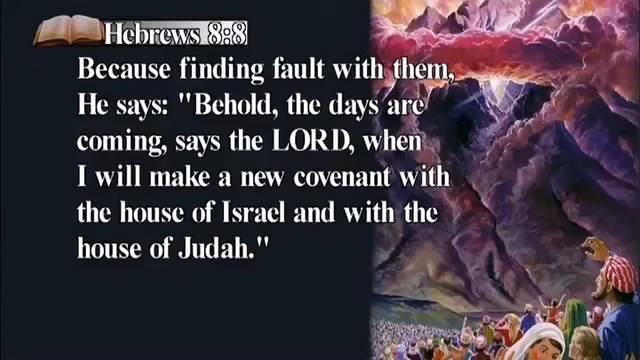 Hebrews 8:8
Because finding fault with them,
He says: "Behold, the days are
coming, says the LORD, when
I will make a new covenant with
the house of Israel and with the
house of Judah."